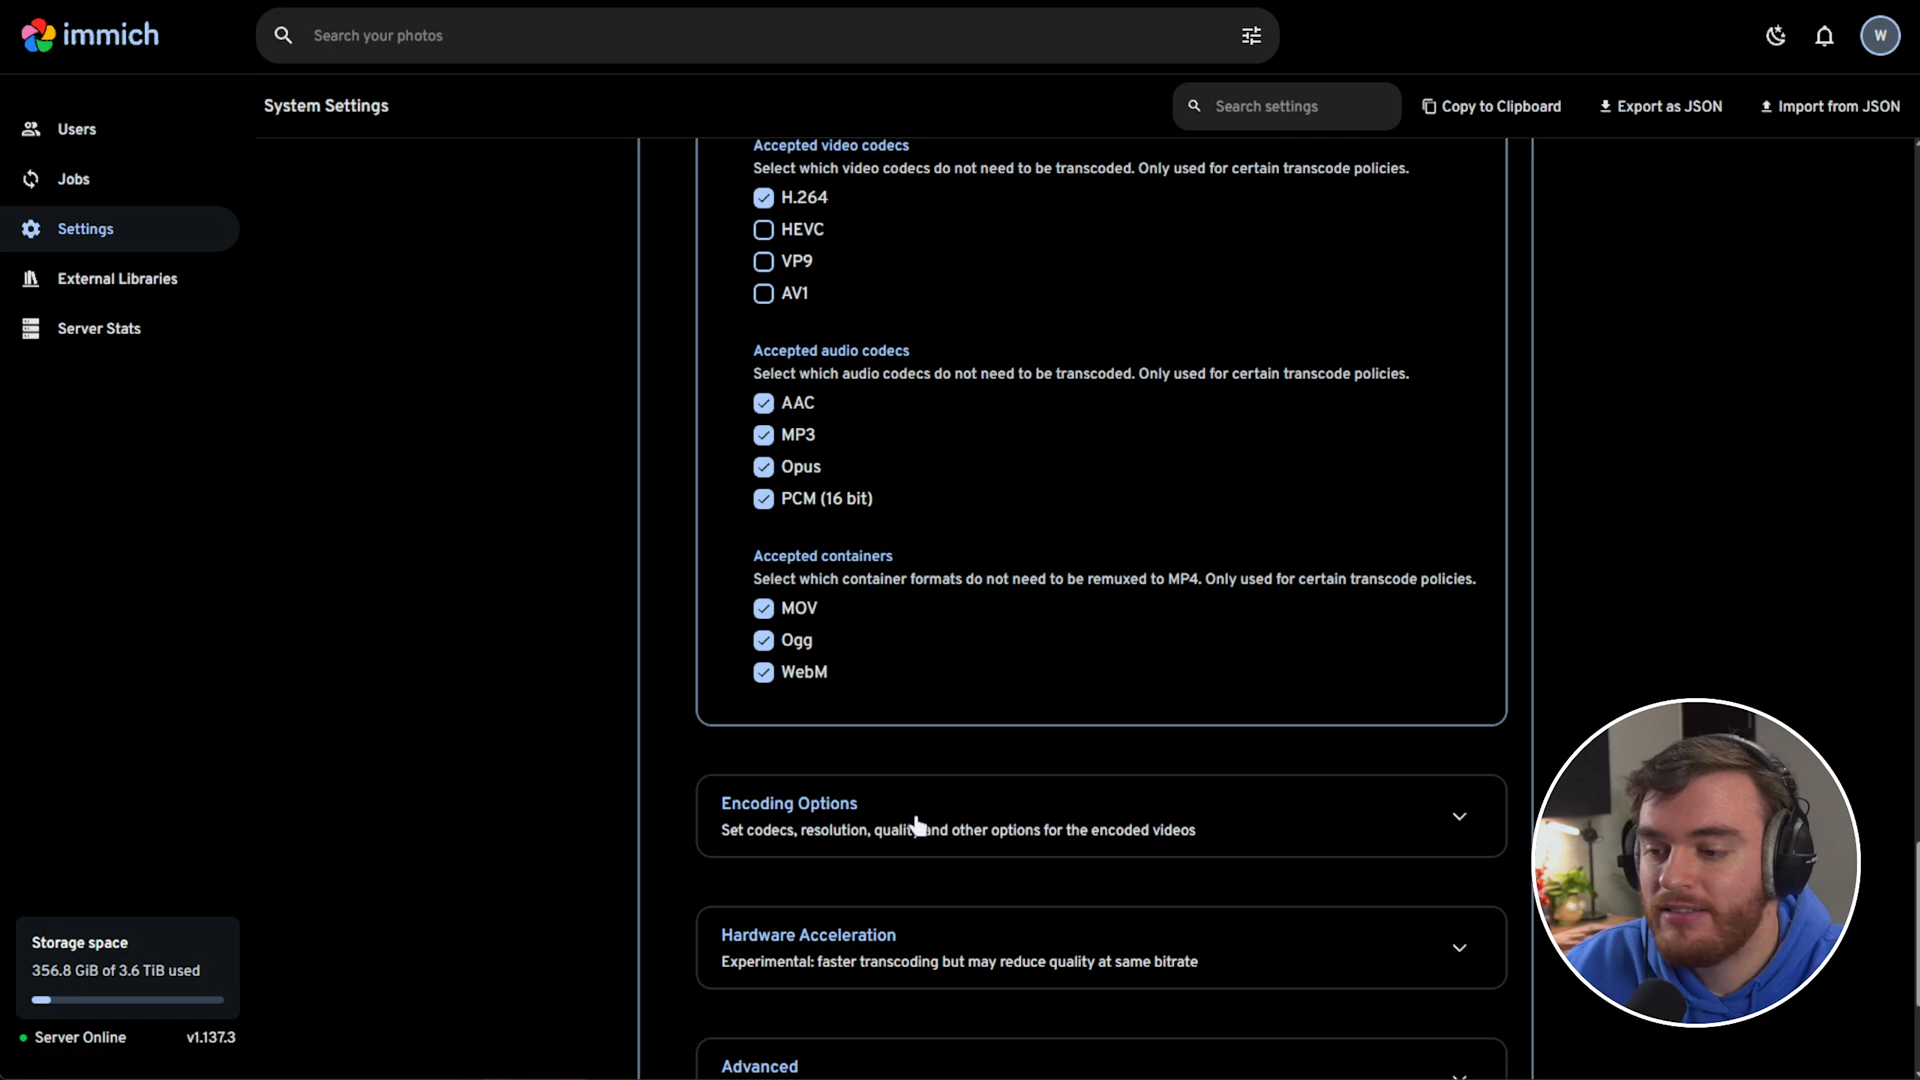 immich
Search your photos
W
System Settings
Search settings
Copy to Clipboard
Export as JSON
Import from JSON
Users
Jobs
Settings
External Libraries
Server Stats
Accepted video codecs
Select which video codecs do not need to be transcoded. Only used for certain transcode policies.
H.264
HEVC
VP9
AV1
Accepted audio codecs
Select which audio codecs do not need to be transcoded. Only used for certain transcode policies.
AAC
MP3
Opus
PCM (16 bit)
Accepted containers
Select which container formats do not need to be remuxed to MP4. Only used for certain transcode policies.
MOV
Ogg
WebM
Encoding Options
Set codecs, resolution, quality and other options for the encoded videos
Hardware Acceleration
Experimental: faster transcoding but may reduce quality at same bitrate
Advanced
Storage space
356.8 GiB of 3.6 TiB used
Server Online
v1.137.3